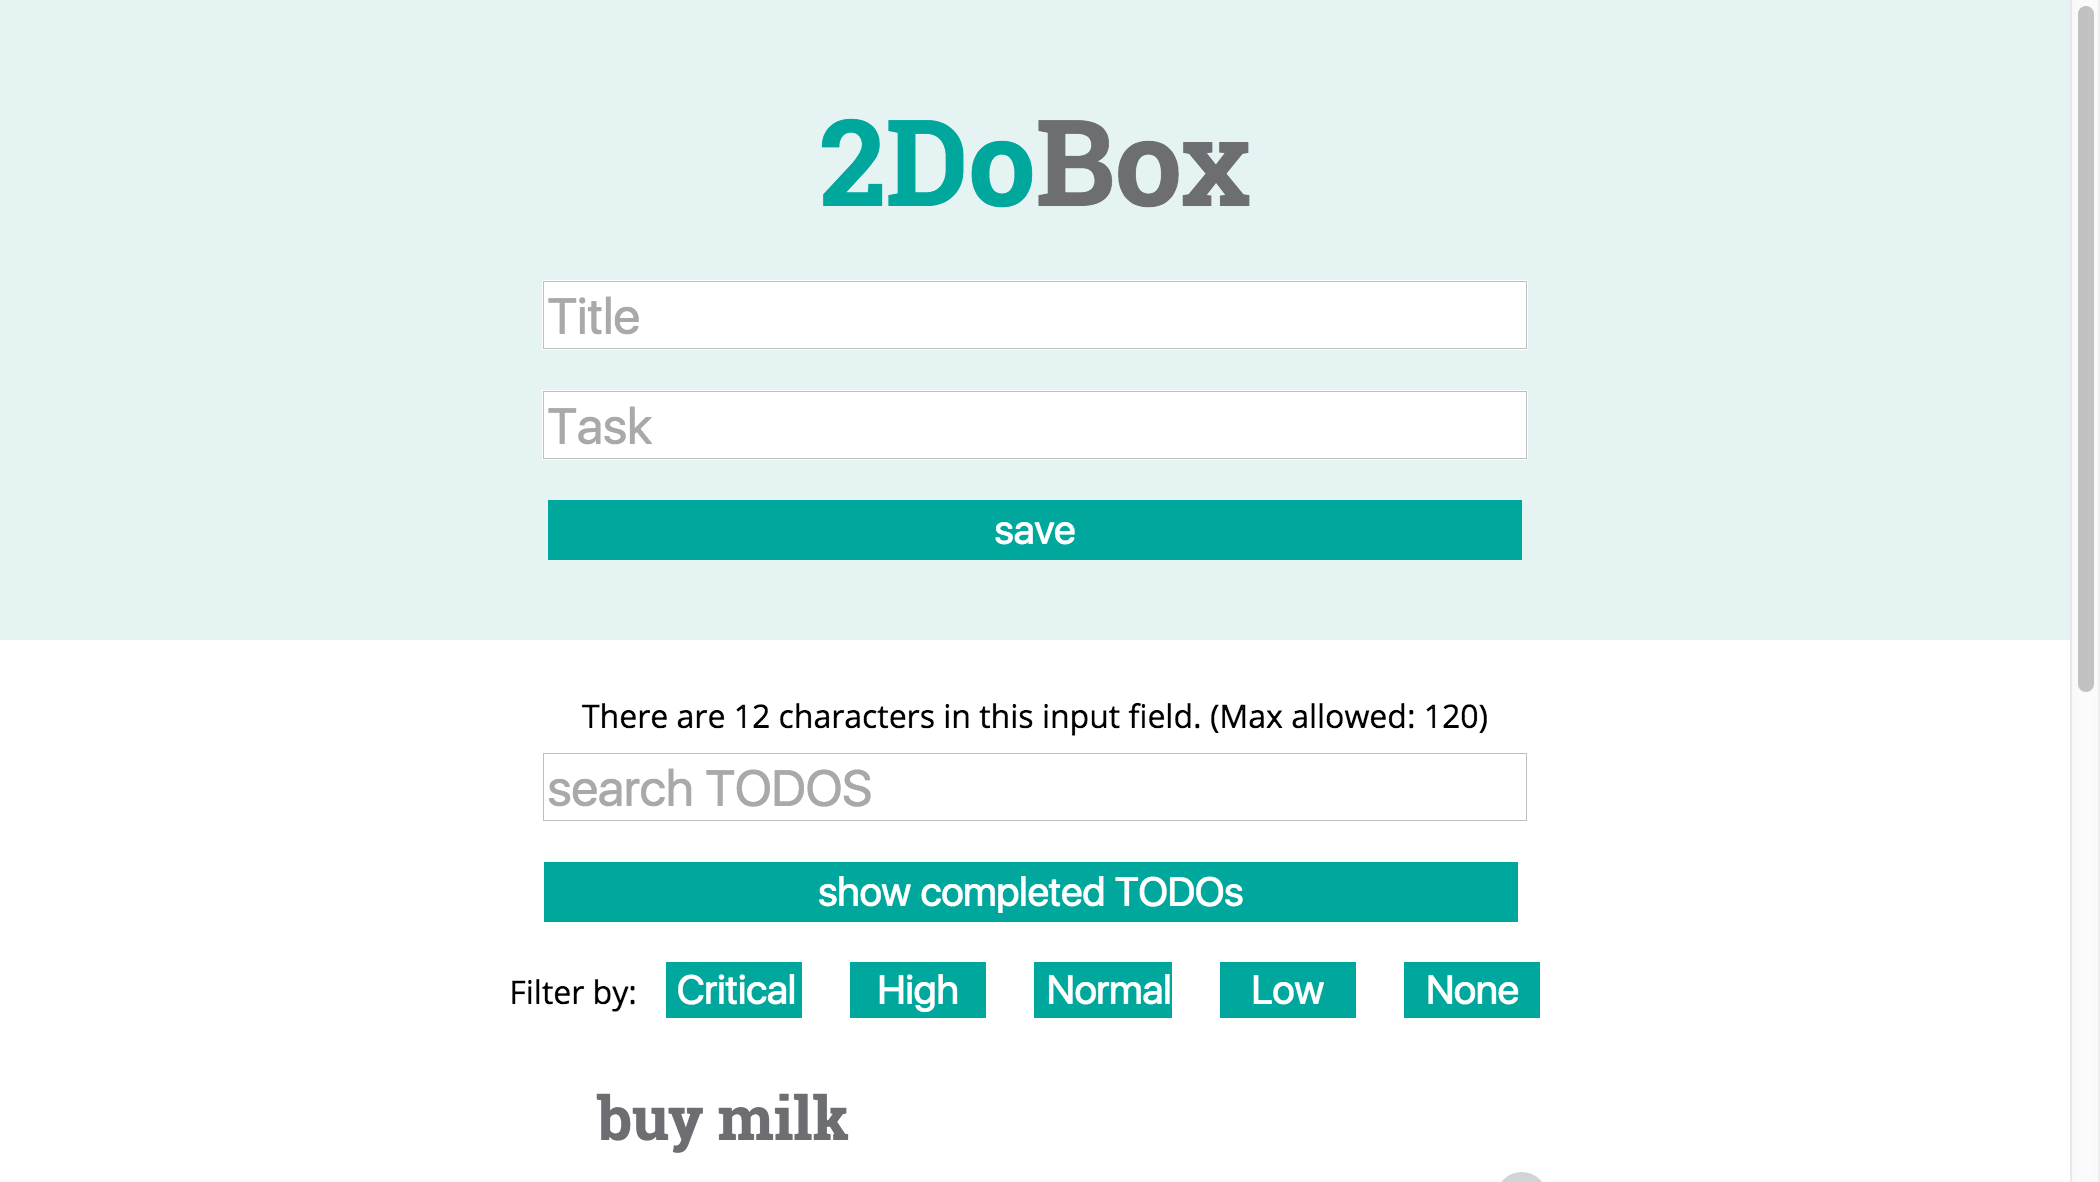 2DoBox
Title
Task
save
There are 12 characters in this input field. (Max allowed: 120)
search TODOS
show completed TODOs
Filter by: Critical High Normal Low None
buy milk